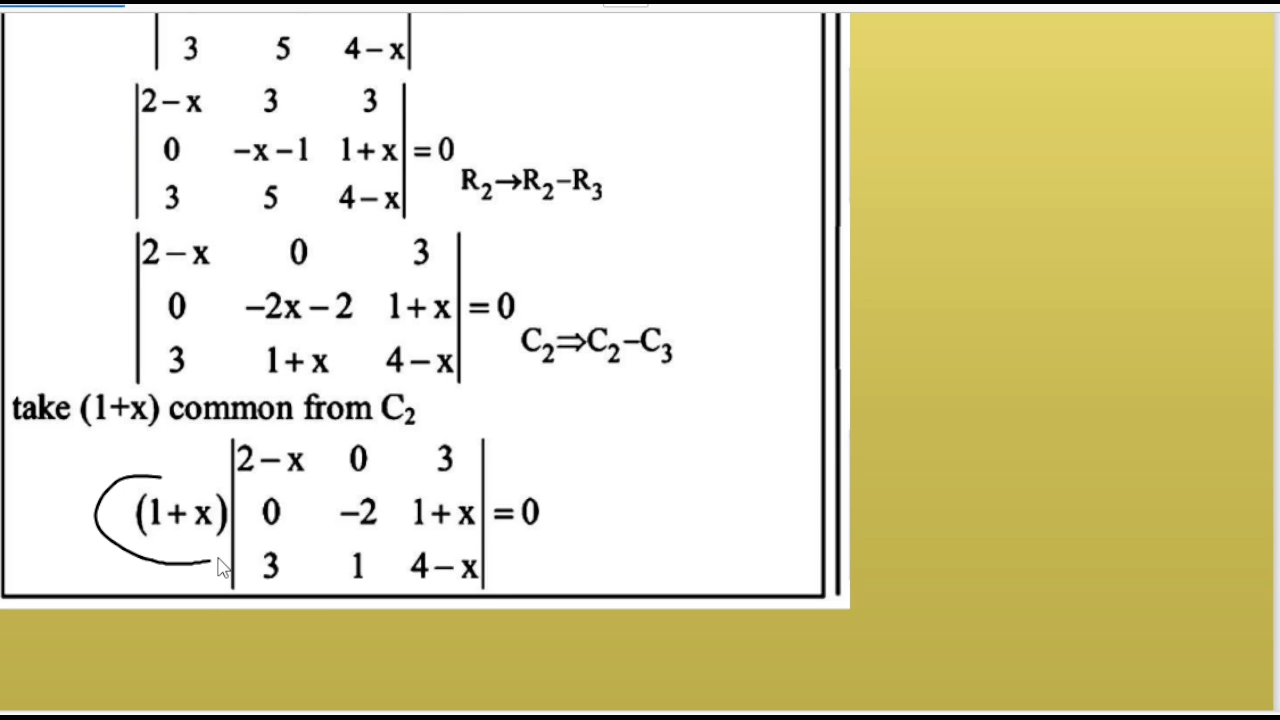 3 5 4−x
2−x 3 3
0 −x−1 1+x =0
R₂→R₂−R₃
3 5 4−x
2−x 0 3
0 −2x−2 1+x =0
C₂⇒C₂−C₃
3 1+x 4−x
take (1+x) common from C₂
2−x 0 3
(1+x) 0 −2 1+x =0
3 1 4−x